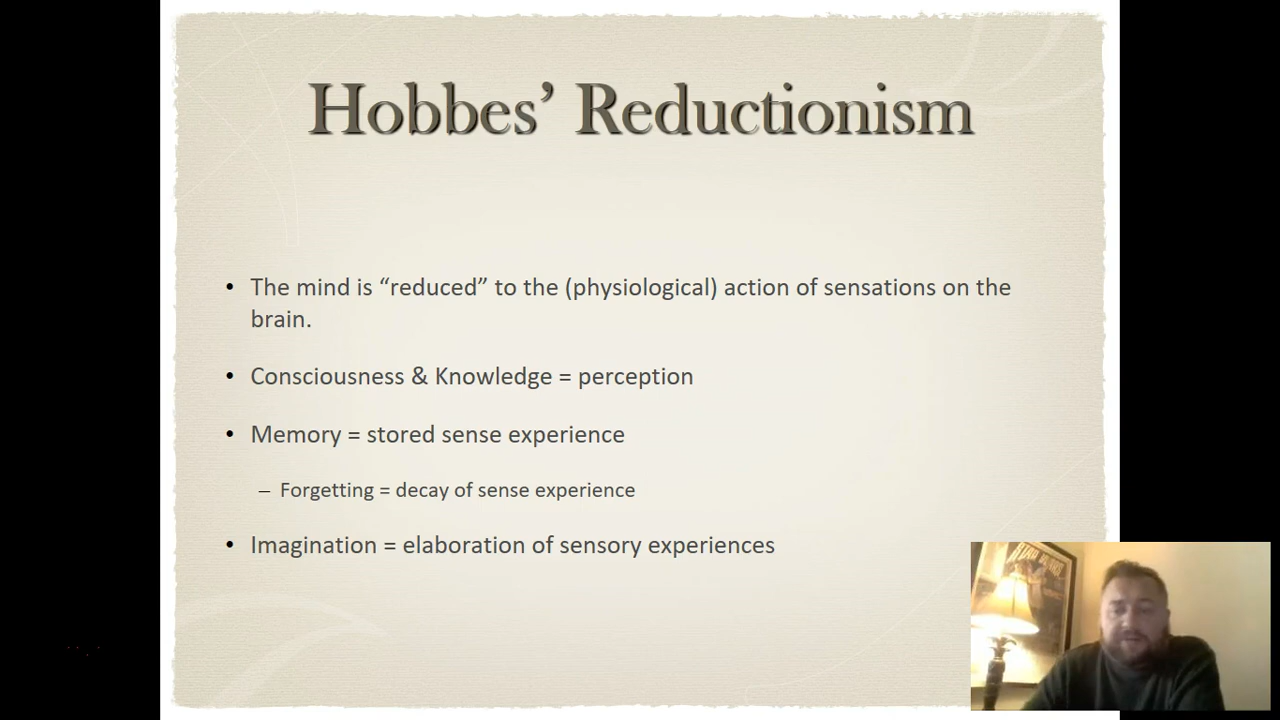 Hobbes’ Reductionism
• The mind is “reduced” to the (physiological) action of sensations on the
brain.
• Consciousness & Knowledge = perception
• Memory = stored sense experience
– Forgetting = decay of sense experience
• Imagination = elaboration of sensory experiences